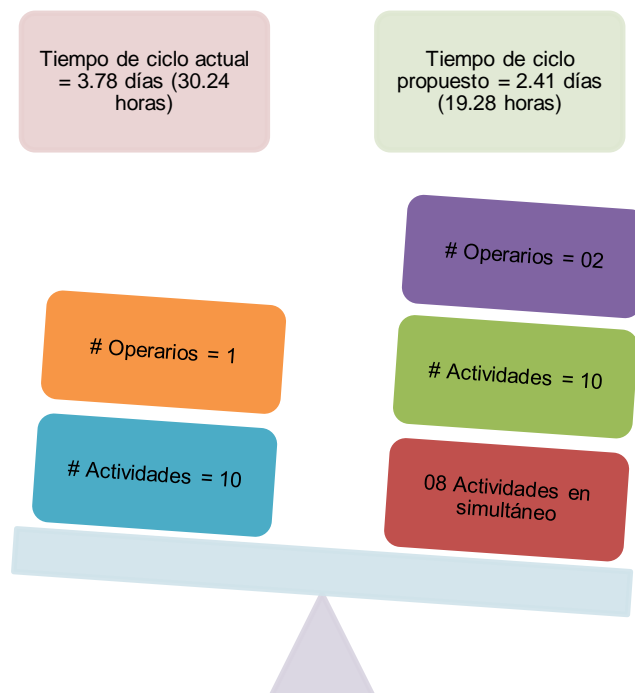 Tiempo de ciclo actual
= 3.78 días (30.24
horas)
Tiempo de ciclo
propuesto = 2.41 días
(19.28 horas)
# Operarios = 1
# Actividades = 10
# Operarios = 02
# Actividades = 10
08 Actividades en
simultáneo